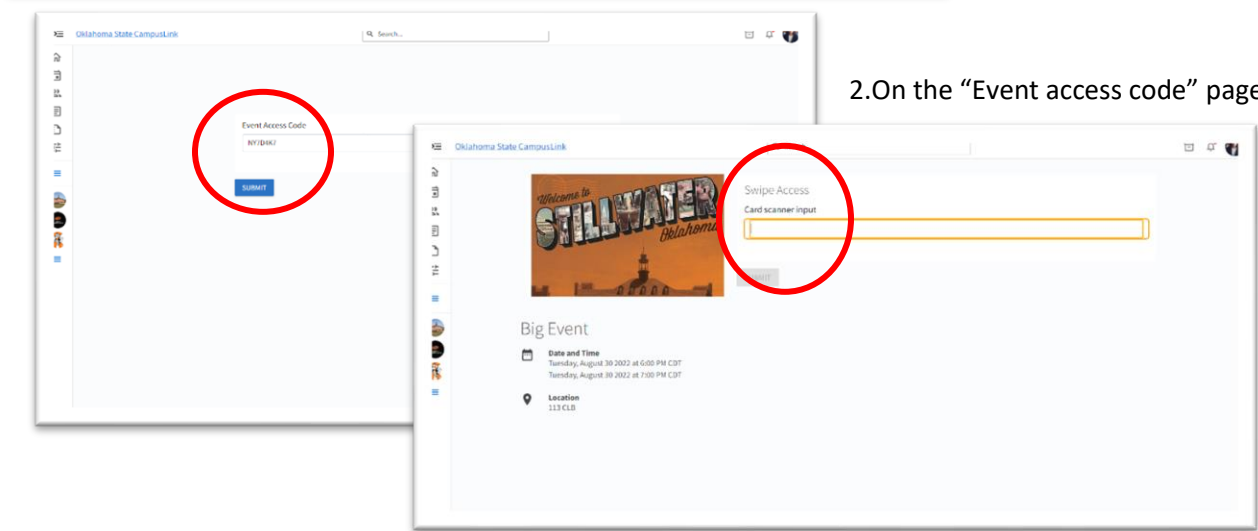 Oklahoma State CampusLink
Search...
Event Access Code
SUBMIT
2.On the “Event access code” page
Oklahoma State CampusLink
Welcome to
STILLWATER
Oklahoma
Swipe Access
Card scanner input
Big Event
Date and Time
Tuesday, August 30 2022 at 6:00 PM CDT
Tuesday, August 30 2022 at 7:00 PM CDT
Location
113 CLB